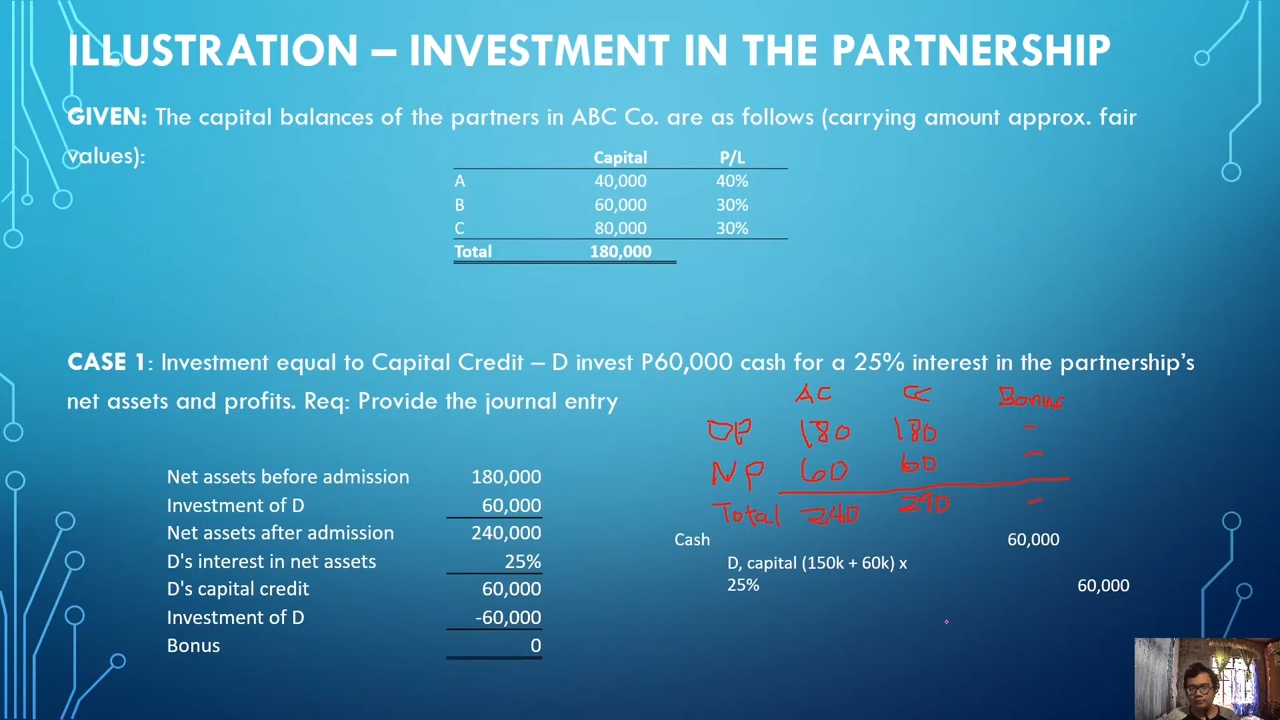 ILLUSTRATION – INVESTMENT IN THE PARTNERSHIP
GIVEN: The capital balances of the partners in ABC Co. are as follows (carrying amount approx. fair
values):
Capital P/L
A 40,000 40%
B 60,000 30%
C 80,000 30%
Total 180,000
CASE 1: Investment equal to Capital Credit – D invest P60,000 cash for a 25% interest in the partnership's
net assets and profits. Req: Provide the journal entry
AC CC Bonus
OP 180 180 -
NP 60 60 -
Total 240 240 -
Net assets before admission 180,000
Investment of D 60,000
Net assets after admission 240,000
D's interest in net assets 25%
D's capital credit 60,000
Investment of D -60,000
Bonus 0
Cash 60,000
D, capital (150k + 60k) x
25% 60,000